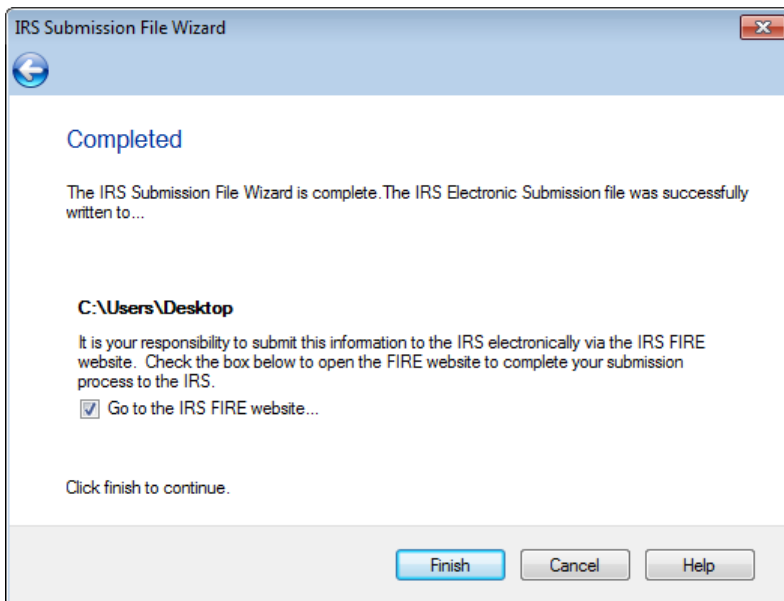 IRS Submission File Wizard
Completed
The IRS Submission File Wizard is complete.The IRS Electronic Submission file was successfully
written to...
C:\Users\Desktop
It is your responsibility to submit this information to the IRS electronically via the IRS FIRE
website. Check the box below to open the FIRE website to complete your submission
process to the IRS.
Go to the IRS FIRE website...
Click finish to continue.
Finish Cancel Help